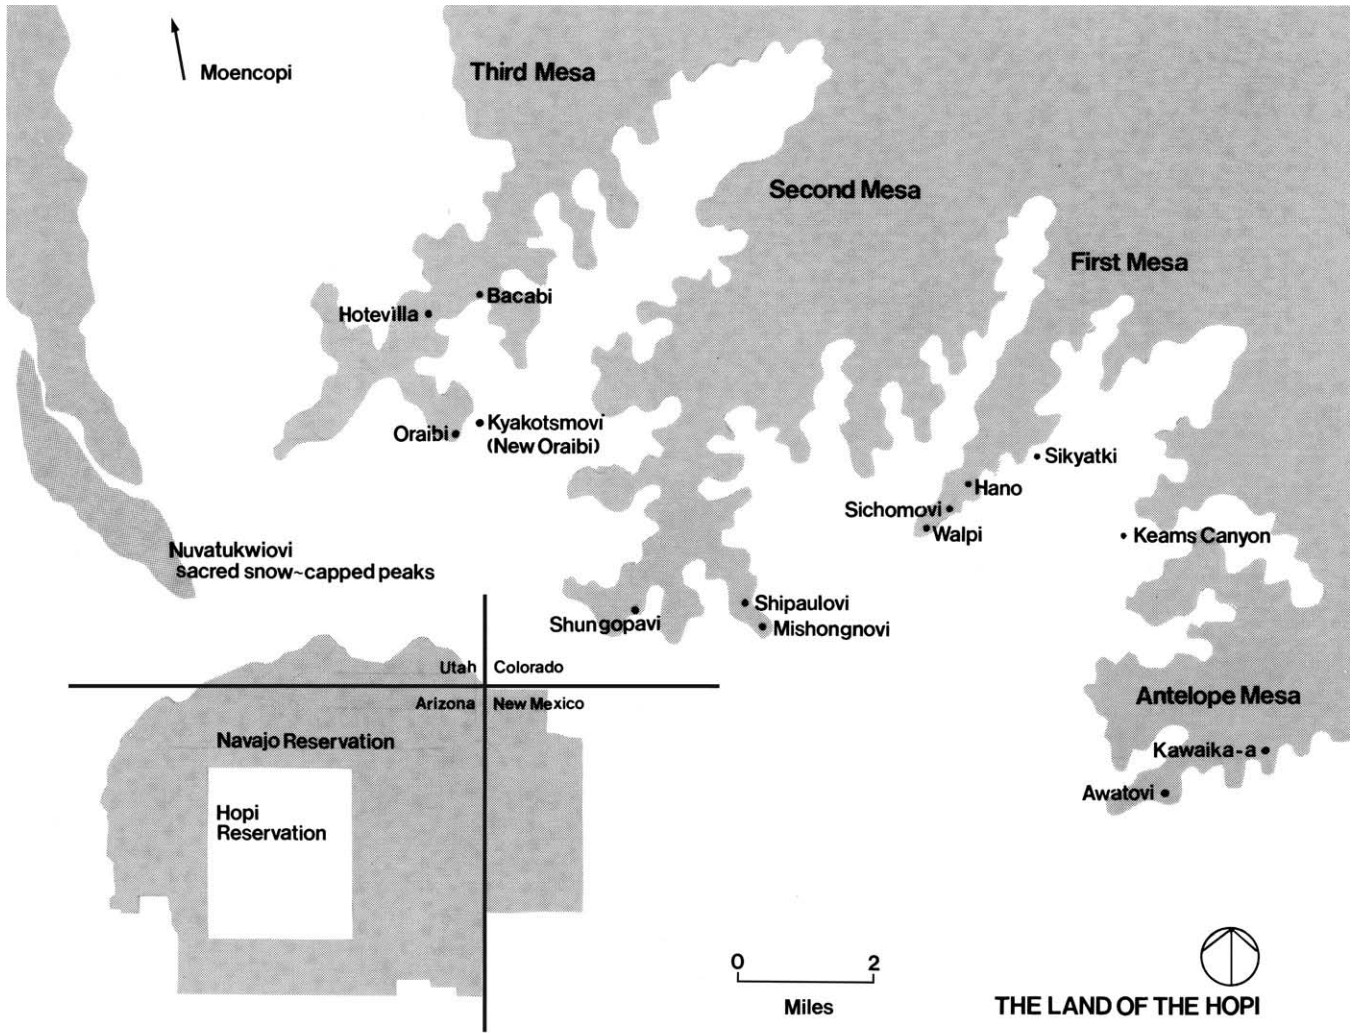 Moencopi
Third Mesa
Second Mesa
First Mesa
Bacabi
Hotevilla
Kyakotsmovi
(New Oraibi)
Oraibi
Sikyatki
Hano
Sichomovi
Walpi
Keams Canyon
Nuvatukwiovi
sacred snow~capped peaks
Shipaulovi
Shungopavi
Mishongnovi
Utah
Colorado
Arizona
New Mexico
Antelope Mesa
Navajo Reservation
Kawaika-a
Awatovi
Hopi
Reservation
0
2
Miles
THE LAND OF THE HOPI